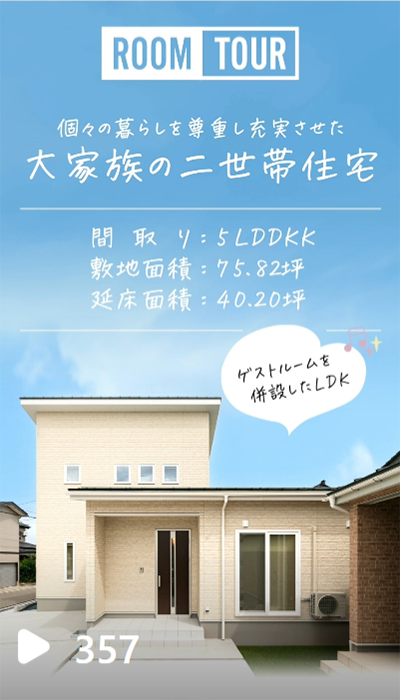 ROOM TOUR
個々の暮らしを尊重し充実させた
大家族の二世帯住宅
間取り：5LDDKK
敷地面積：75.82坪
延床面積：40.20坪
ゲストルームを
併設したLDK
357